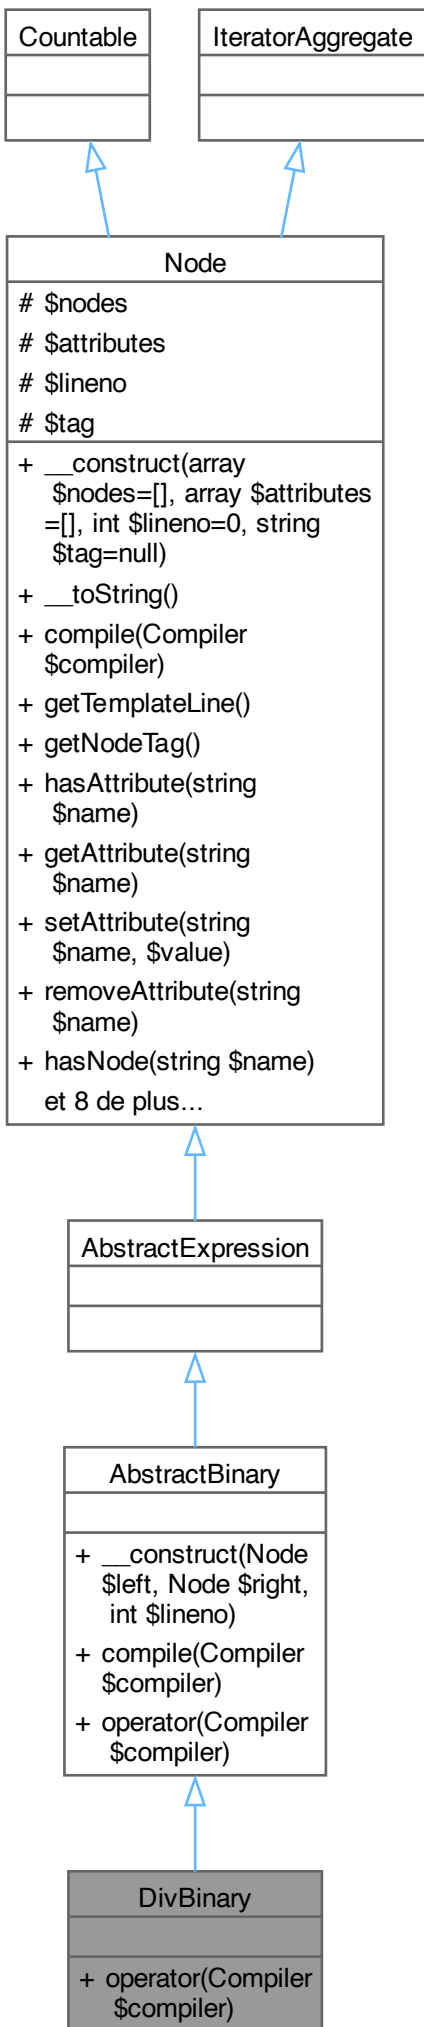 Countable
IteratorAggregate
Node
# $nodes
# $attributes
# $lineno
# $tag
+ __construct(array
$nodes=[], array $attributes
=[], int $lineno=0, string
$tag=null)
+ __toString()
+ compile(Compiler
$compiler)
+ getTemplateLine()
+ getNodeTag()
+ hasAttribute(string
$name)
+ getAttribute(string
$name)
+ setAttribute(string
$name, $value)
+ removeAttribute(string
$name)
+ hasNode(string $name)
et 8 de plus...
AbstractExpression
AbstractBinary
+ __construct(Node
$left, Node $right,
int $lineno)
+ compile(Compiler
$compiler)
+ operator(Compiler
$compiler)
DivBinary
+ operator(Compiler
$compiler)